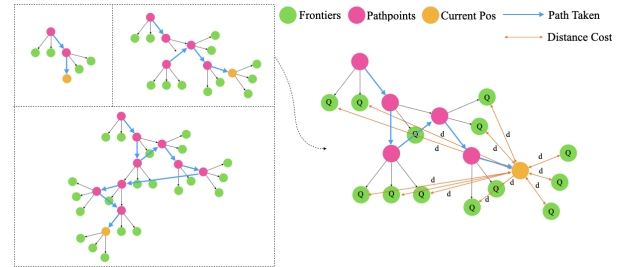 Frontiers Pathpoints Current Pos Path Taken
Distance Cost
Q
Q Q
d
Q
Q d
d d
Q
d
d
d d
Q
Q Q Q
Q
Q